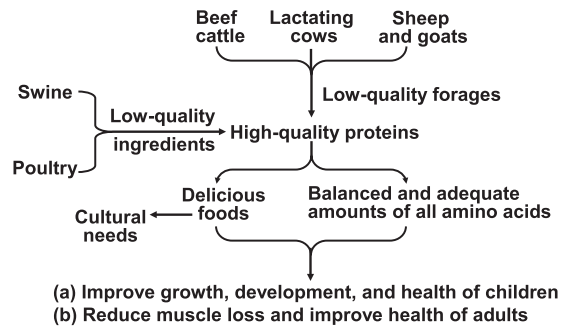 Beef cattle
Lactating cows
Sheep and goats
Low-quality forages
Swine
Poultry
Low-quality ingredients
High-quality proteins
Delicious foods
Balanced and adequate
amounts of all amino acids
Cultural needs
(a) Improve growth, development, and health of children
(b) Reduce muscle loss and improve health of adults